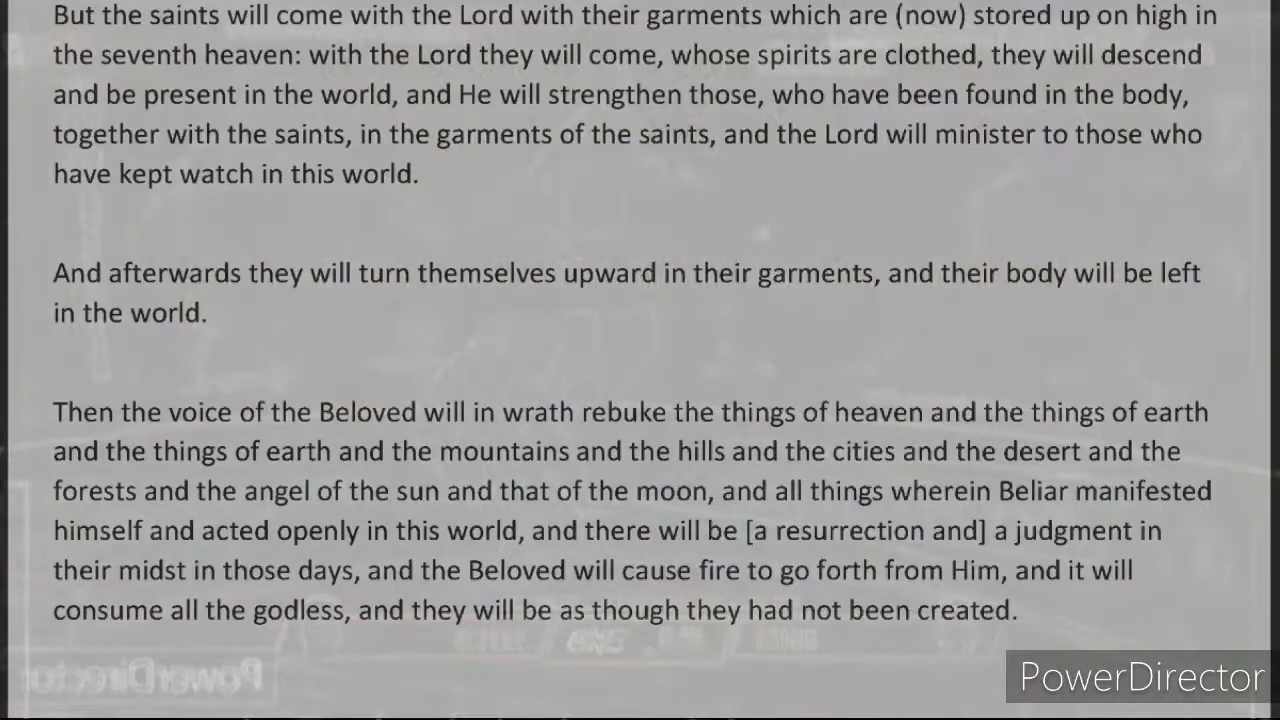 But the saints will come with the Lord with their garments which are (now) stored up on high in
the seventh heaven: with the Lord they will come, whose spirits are clothed, they will descend
and be present in the world, and He will strengthen those, who have been found in the body,
together with the saints, in the garments of the saints, and the Lord will minister to those who
have kept watch in this world.
And afterwards they will turn themselves upward in their garments, and their body will be left
in the world.
Then the voice of the Beloved will in wrath rebuke the things of heaven and the things of earth
and the things of earth and the mountains and the hills and the cities and the desert and the
forests and the angel of the sun and that of the moon, and all things wherein Beliar manifested
himself and acted openly in this world, and there will be [a resurrection and] a judgment in
their midst in those days, and the Beloved will cause fire to go forth from Him, and it will
consume all the godless, and they will be as though they had not been created.
PowerDirector